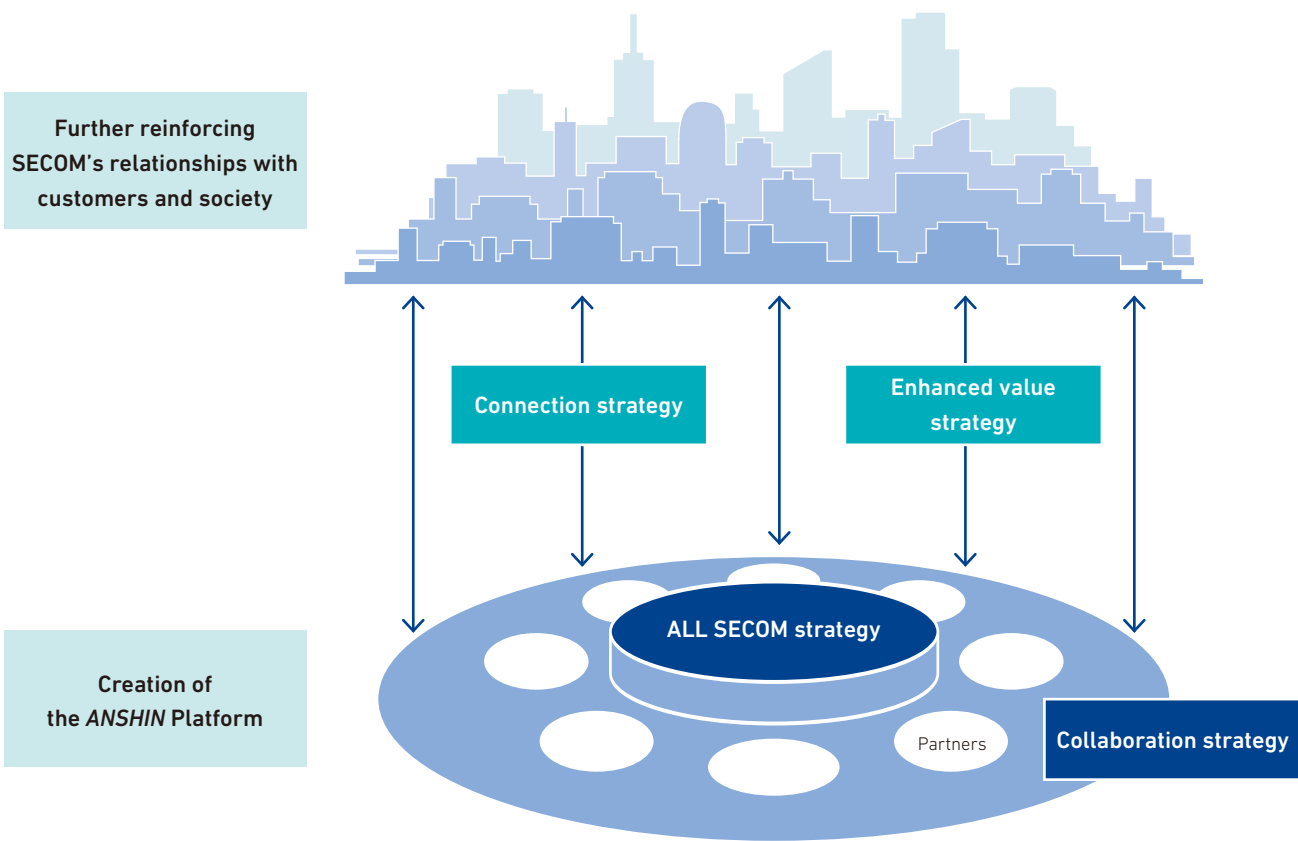 Further reinforcing
SECOM’s relationships with
customers and society
Connection strategy
Enhanced value
strategy
ALL SECOM strategy
Creation of
the ANSHIN Platform
Partners
Collaboration strategy